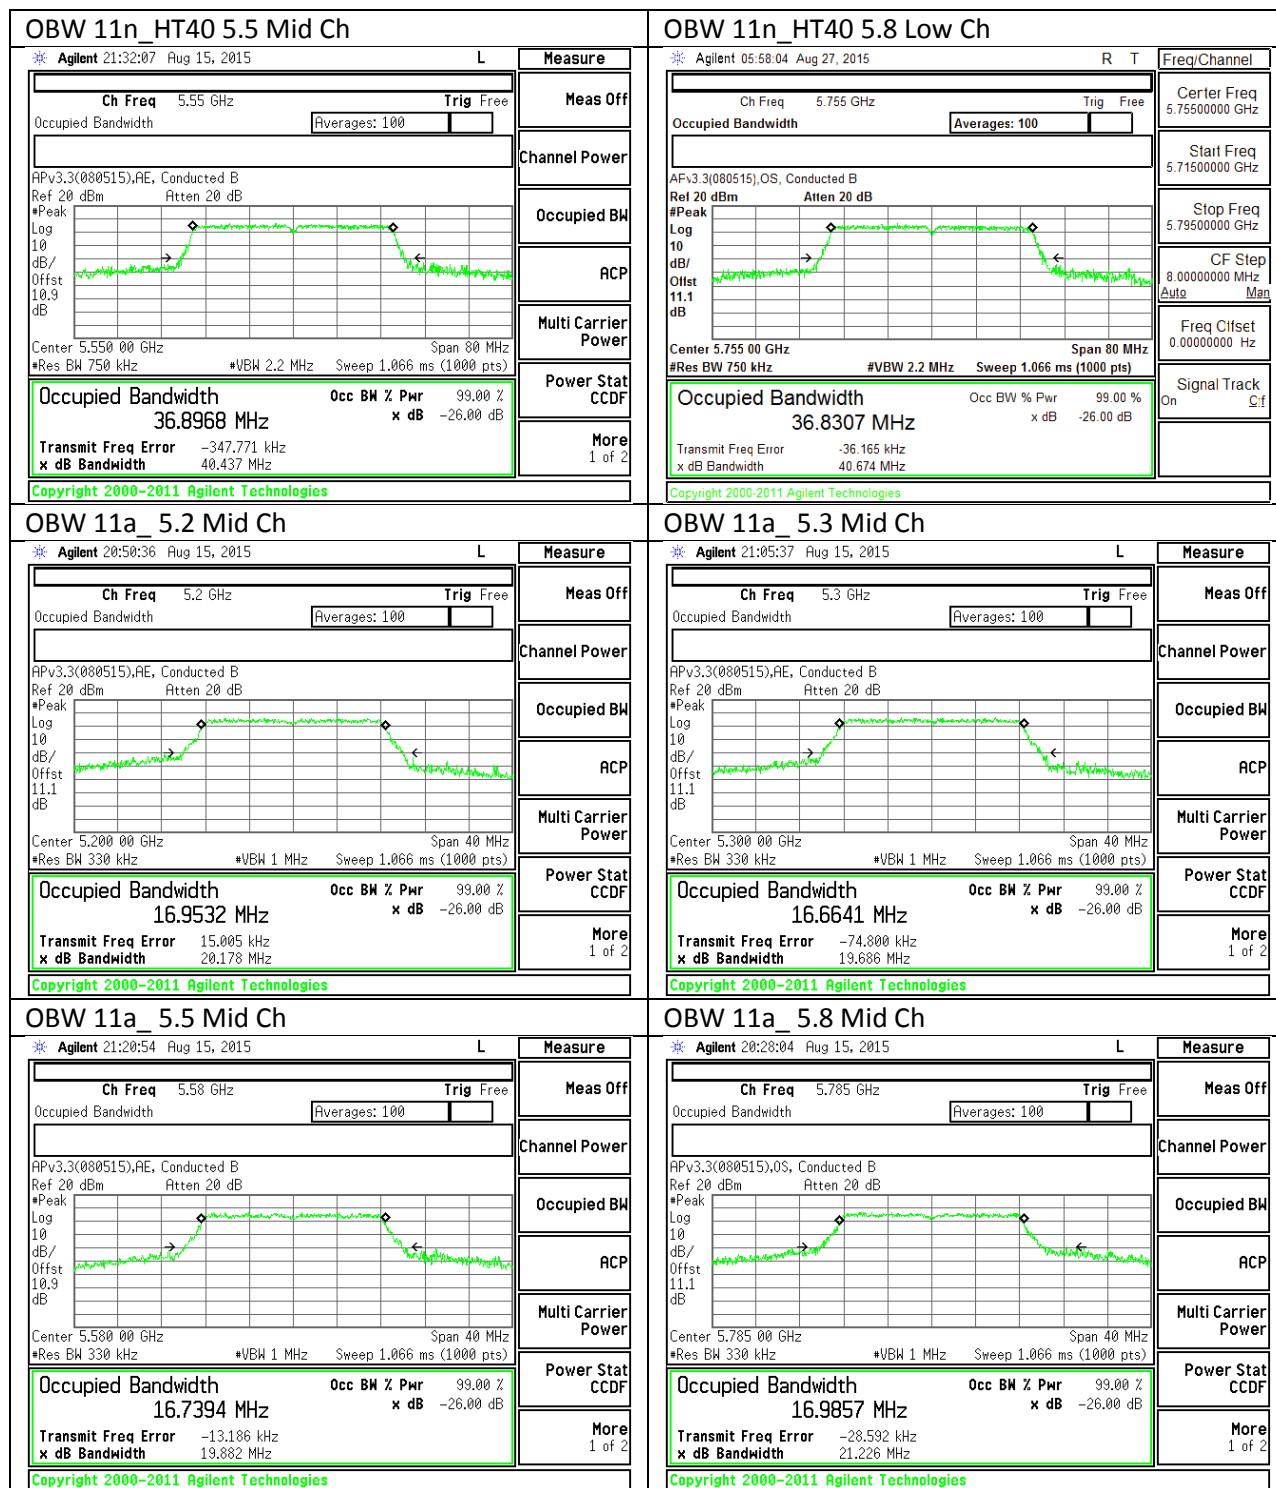 OBW 11n_HT40 5.5 Mid Ch
Agilent 21:32:07 Aug 15, 2015 L Measure
Ch Freq 5.55 GHz Trig Free
Occupied Bandwidth Averages: 100
APv3.3(080515),AE, Conducted B
Ref 20 dBm Atten 20 dB
#Peak
Log
10
dB/
Offst
10.9
dB
Center 5.550 00 GHz Span 80 MHz
#Res BW 750 kHz #VBW 2.2 MHz Sweep 1.066 ms (1000 pts)
Occupied Bandwidth Occ BW % Pwr 99.00 %
36.8968 MHz x dB -26.00 dB
Transmit Freq Error -347.771 kHz
x dB Bandwidth 40.437 MHz
Copyright 2000-2011 Agilent Technologies
Meas Off
Channel Power
Occupied BW
ACP
Multi Carrier
Power
Power Stat
CCDF
More
1 of 2
OBW 11n_HT40 5.8 Low Ch
Agilent 05:58:04 Aug 27, 2015 R T Freq/Channel
Ch Freq 5.755 GHz Trig Free
Occupied Bandwidth Averages: 100
APv3.3(080515),OS, Conducted B
Ref 20 dBm Atten 20 dB
#Peak
Log
10
dB/
Offst
11.1
dB
Center 5.755 00 GHz Span 80 MHz
#Res BW 750 kHz #VBW 2.2 MHz Sweep 1.066 ms (1000 pts)
Occupied Bandwidth Occ BW % Pwr 99.00 %
36.8307 MHz x dB -26.00 dB
Transmit Freq Error -36.165 kHz
x dB Bandwidth 40.674 MHz
Copyright 2000-2011 Agilent Technologies
Center Freq
5.75500000 GHz
Start Freq
5.71500000 GHz
Stop Freq
5.79500000 GHz
CF Step
8.00000000 MHz
Auto Man
Freq Offset
0.00000000 Hz
Signal Track
On Off
OBW 11a_ 5.2 Mid Ch
Agilent 20:50:36 Aug 15, 2015 L Measure
Ch Freq 5.2 GHz Trig Free
Occupied Bandwidth Averages: 100
APv3.3(080515),AE, Conducted B
Ref 20 dBm Atten 20 dB
#Peak
Log
10
dB/
Offst
11.1
dB
Center 5.200 00 GHz Span 40 MHz
#Res BW 330 kHz #VBW 1 MHz Sweep 1.066 ms (1000 pts)
Occupied Bandwidth Occ BW % Pwr 99.00 %
16.9532 MHz x dB -26.00 dB
Transmit Freq Error 15.005 kHz
x dB Bandwidth 20.178 MHz
Copyright 2000-2011 Agilent Technologies
Meas Off
Channel Power
Occupied BW
ACP
Multi Carrier
Power
Power Stat
CCDF
More
1 of 2
OBW 11a_ 5.3 Mid Ch
Agilent 21:05:37 Aug 15, 2015 L Measure
Ch Freq 5.3 GHz Trig Free
Occupied Bandwidth Averages: 100
APv3.3(080515),AE, Conducted B
Ref 20 dBm Atten 20 dB
#Peak
Log
10
dB/
Offst
11.1
dB
Center 5.300 00 GHz Span 40 MHz
#Res BW 330 kHz #VBW 1 MHz Sweep 1.066 ms (1000 pts)
Occupied Bandwidth Occ BW % Pwr 99.00 %
16.6641 MHz x dB -26.00 dB
Transmit Freq Error -74.800 kHz
x dB Bandwidth 19.686 MHz
Copyright 2000-2011 Agilent Technologies
Meas Off
Channel Power
Occupied BW
ACP
Multi Carrier
Power
Power Stat
CCDF
More
1 of 2
OBW 11a_ 5.5 Mid Ch
Agilent 21:20:54 Aug 15, 2015 L Measure
Ch Freq 5.58 GHz Trig Free
Occupied Bandwidth Averages: 100
APv3.3(080515),AE, Conducted B
Ref 20 dBm Atten 20 dB
#Peak
Log
10
dB/
Offst
10.9
dB
Center 5.580 00 GHz Span 40 MHz
#Res BW 330 kHz #VBW 1 MHz Sweep 1.066 ms (1000 pts)
Occupied Bandwidth Occ BW % Pwr 99.00 %
16.7394 MHz x dB -26.00 dB
Transmit Freq Error -13.186 kHz
x dB Bandwidth 19.882 MHz
Copyright 2000-2011 Agilent Technologies
Meas Off
Channel Power
Occupied BW
ACP
Multi Carrier
Power
Power Stat
CCDF
More
1 of 2
OBW 11a_ 5.8 Mid Ch
Agilent 20:28:04 Aug 15, 2015 L Measure
Ch Freq 5.785 GHz Trig Free
Occupied Bandwidth Averages: 100
APv3.3(080515),OS, Conducted B
Ref 20 dBm Atten 20 dB
#Peak
Log
10
dB/
Offst
11.1
dB
Center 5.785 00 GHz Span 40 MHz
#Res BW 330 kHz #VBW 1 MHz Sweep 1.066 ms (1000 pts)
Occupied Bandwidth Occ BW % Pwr 99.00 %
16.9857 MHz x dB -26.00 dB
Transmit Freq Error -28.592 kHz
x dB Bandwidth 21.226 MHz
Copyright 2000-2011 Agilent Technologies
Meas Off
Channel Power
Occupied BW
ACP
Multi Carrier
Power
Power Stat
CCDF
More
1 of 2